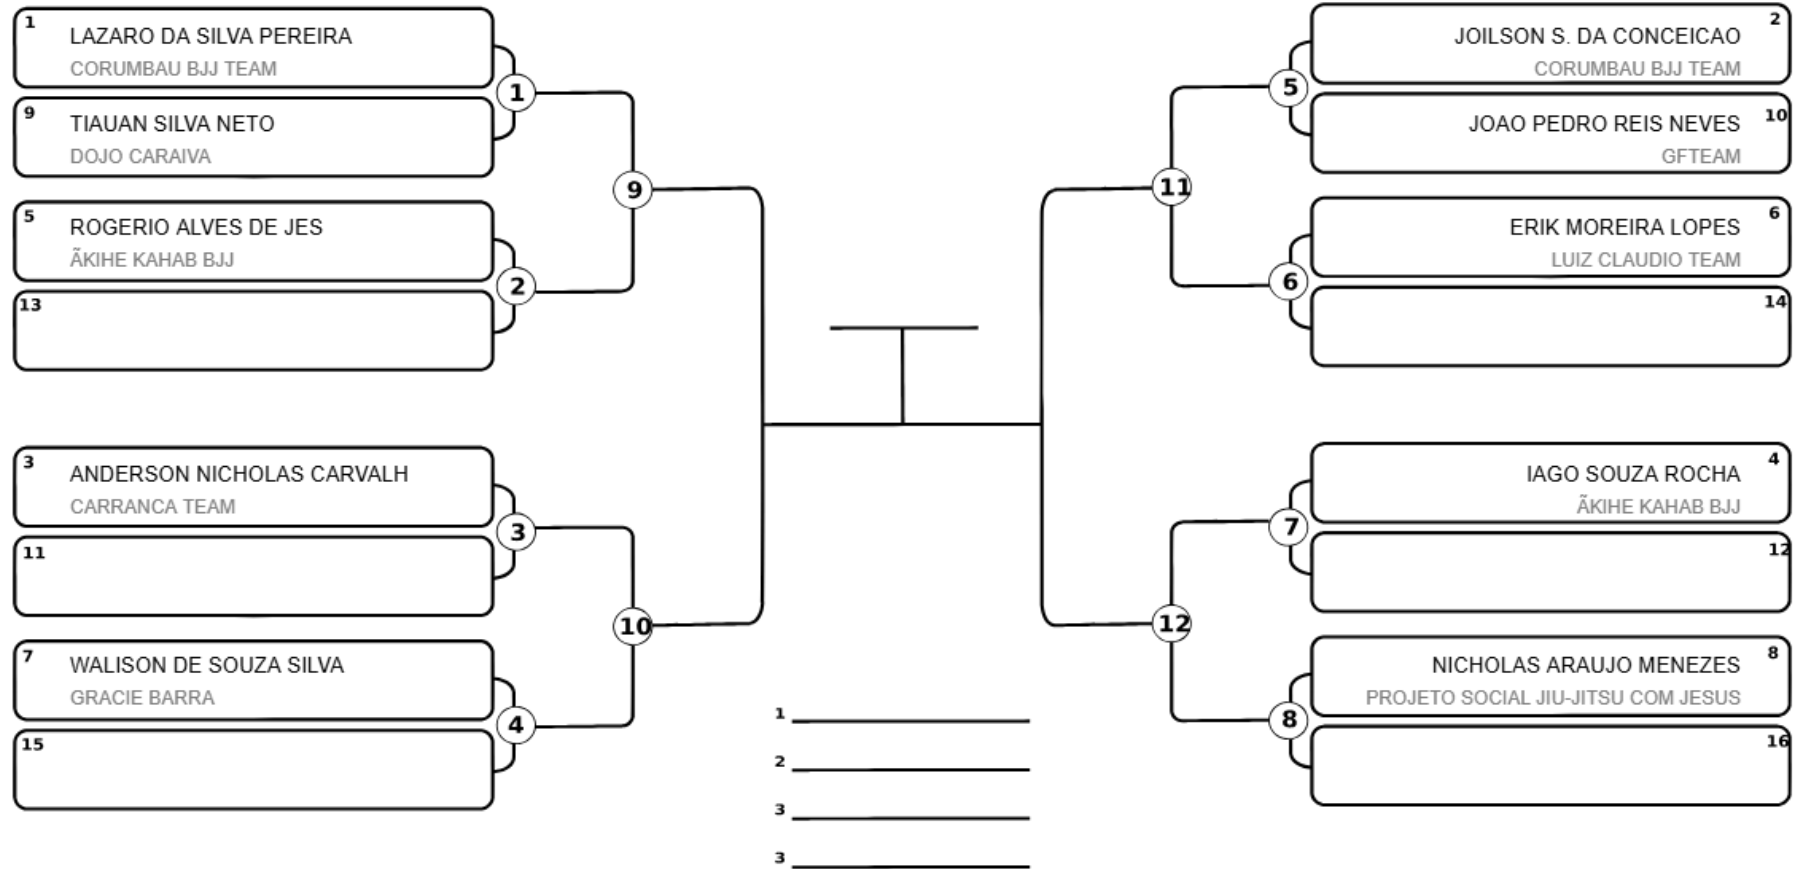 1
LAZARO DA SILVA PEREIRA
CORUMBAU BJJ TEAM
9
TIAUAN SILVA NETO
DOJO CARAIVA
1
5
ROGERIO ALVES DE JES
ÃKIHE KAHAB BJJ
13
2
9
3
ANDERSON NICHOLAS CARVALH
CARRANCA TEAM
11
3
7
WALISON DE SOUZA SILVA
GRACIE BARRA
15
4
10
2
JOILSON S. DA CONCEICAO
CORUMBAU BJJ TEAM
10
JOAO PEDRO REIS NEVES
GFTEAM
5
6
ERIK MOREIRA LOPES
LUIZ CLAUDIO TEAM
14
6
11
4
IAGO SOUZA ROCHA
ÃKIHE KAHAB BJJ
12
7
8
NICHOLAS ARAUJO MENEZES
PROJETO SOCIAL JIU-JITSU COM JESUS
16
8
12
1
2
3
3